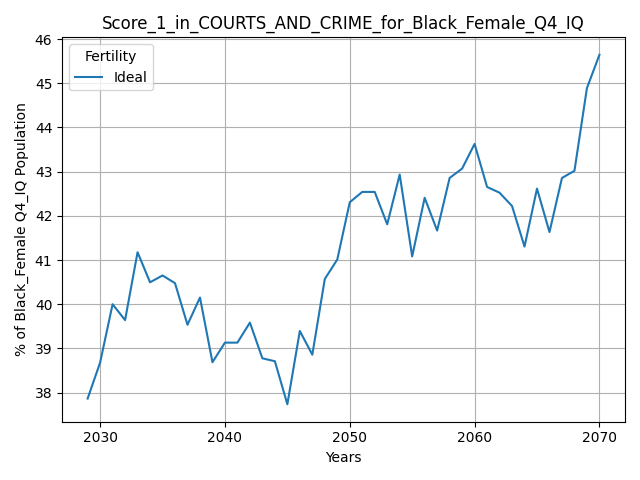 Score_1_in_COURTS_AND_CRIME_for_Black_Female_Q4_IQ
Fertility
Ideal
% of Black_Female Q4_IQ Population
46
45
44
43
42
41
40
39
38
2030 2040 2050 2060 2070
Years